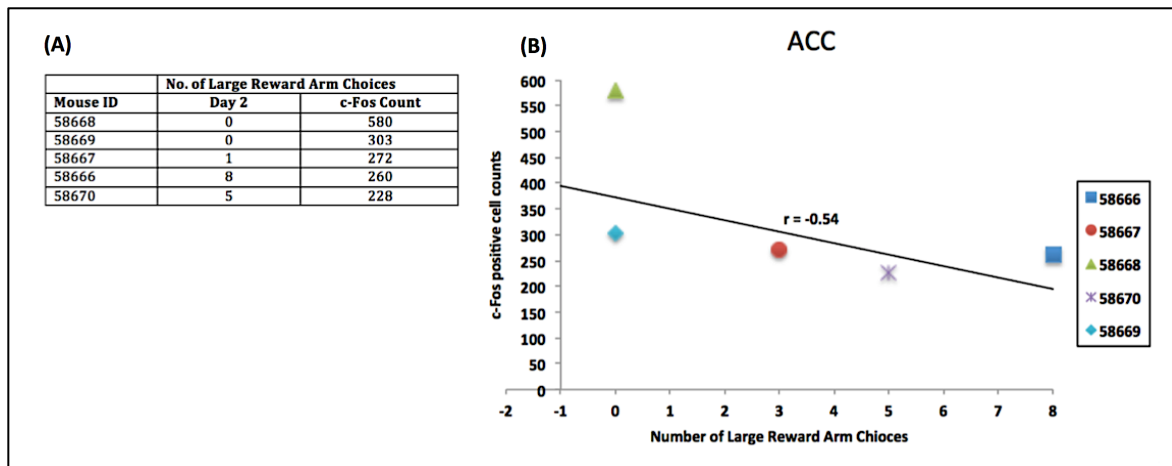 (A)
No. of Large Reward Arm Choices
Mouse ID Day 2 c-Fos Count
58668 0 580
58669 0 303
58667 1 272
58666 8 260
58670 5 228
(B)
ACC
c-Fos positive cell counts
600
550
500
450
400
350
300
250
200
150
100
50
0
r = -0.54
-2 -1 0 1 2 3 4 5 6 7 8
Number of Large Reward Arm Chioces
58666
58667
58668
58670
58669